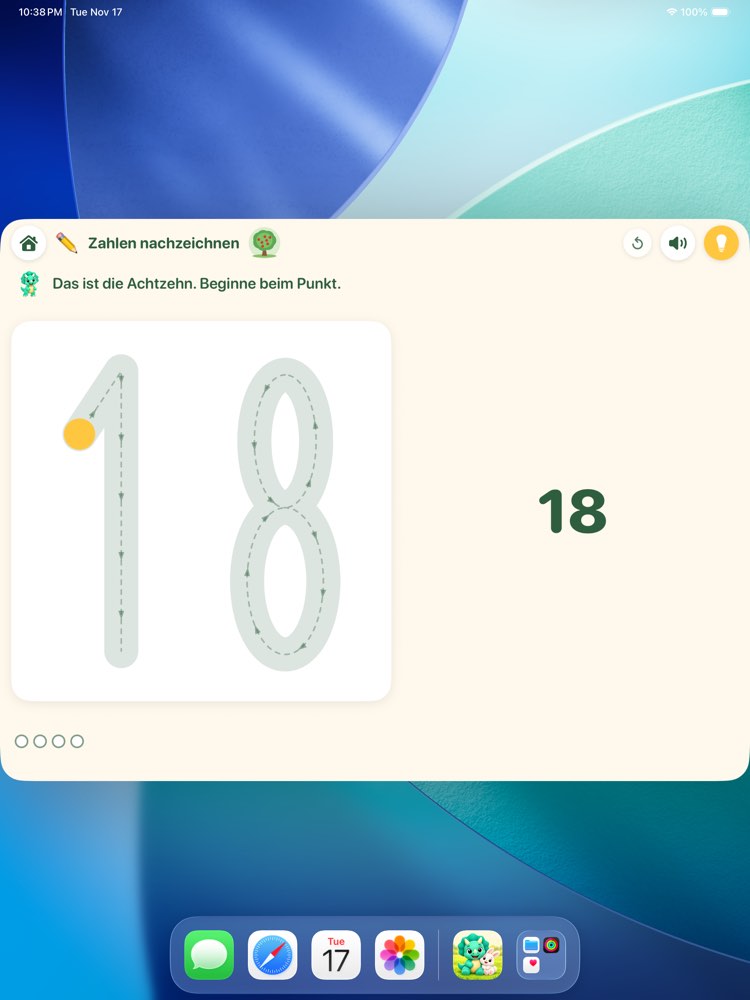 10:38 PM Tue Nov 17
100%
Zahlen nachzeichnen
Das ist die Achtzehn. Beginne beim Punkt.
18
18
Tue
17